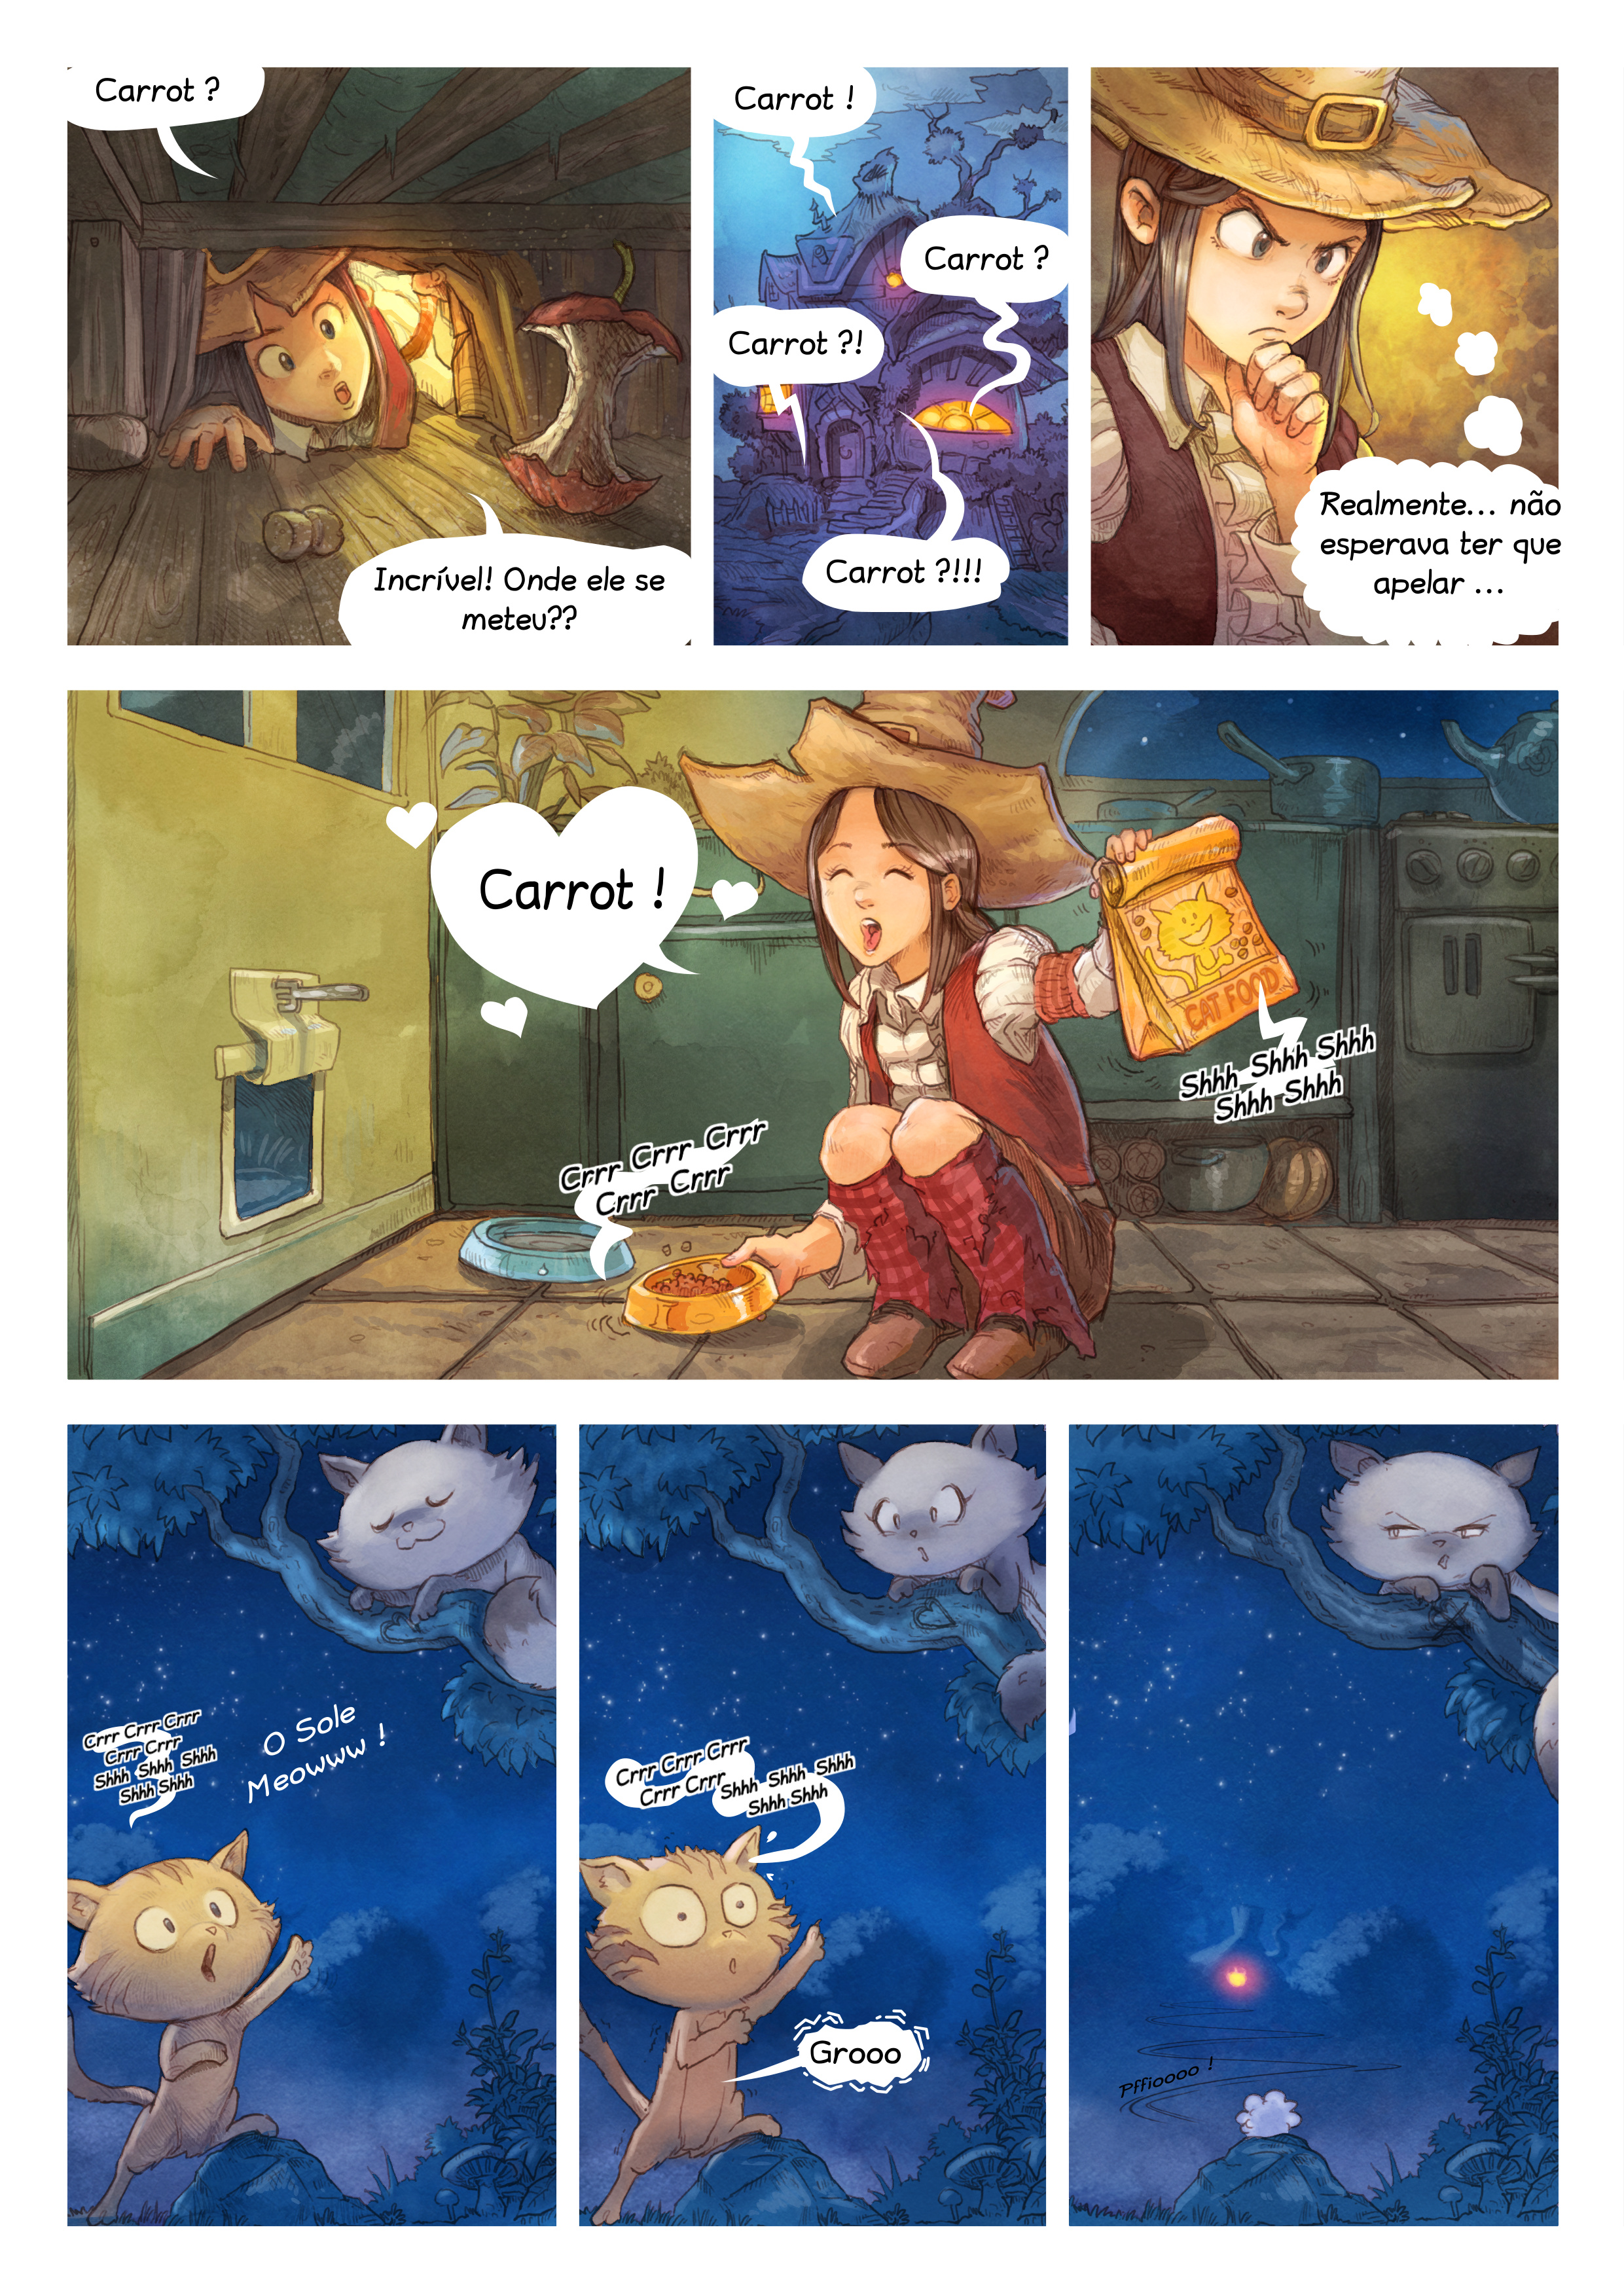 Carrot ?
Incrível! Onde ele se
meteu??
Carrot !
Carrot ?
Carrot ?!
Carrot ?!!!
Realmente... não
esperava ter que
apelar ...
Carrot !
CAT FOOD
Shhh Shhh Shhh
Shhh Shhh
Crrr Crrr Crrr
Crrr Crrr
Crrr Crrr Crrr
Crrr Crrr
Shhh Shhh Shhh
Shhh Shhh
O Sole
Meowww !
Crrr Crrr Crrr
Crrr Crrr
Shhh Shhh Shhh
Shhh Shhh
Grooo
Pffioooo !